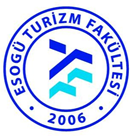 ESOGÜ TURİZM FAKÜLTESİ
• 2006 •